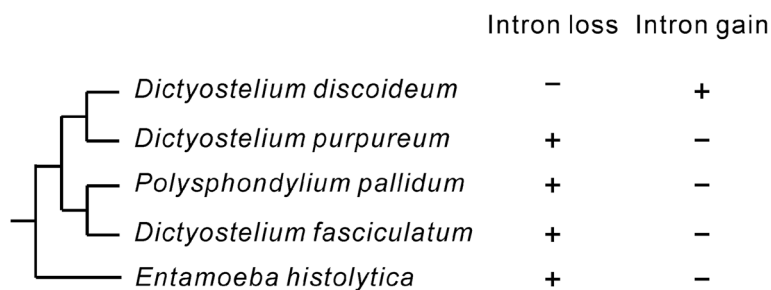 Intron loss Intron gain
Dictyostelium discoideum − +
Dictyostelium purpureum + −
Polysphondylium pallidum + −
Dictyostelium fasciculatum + −
Entamoeba histolytica + −